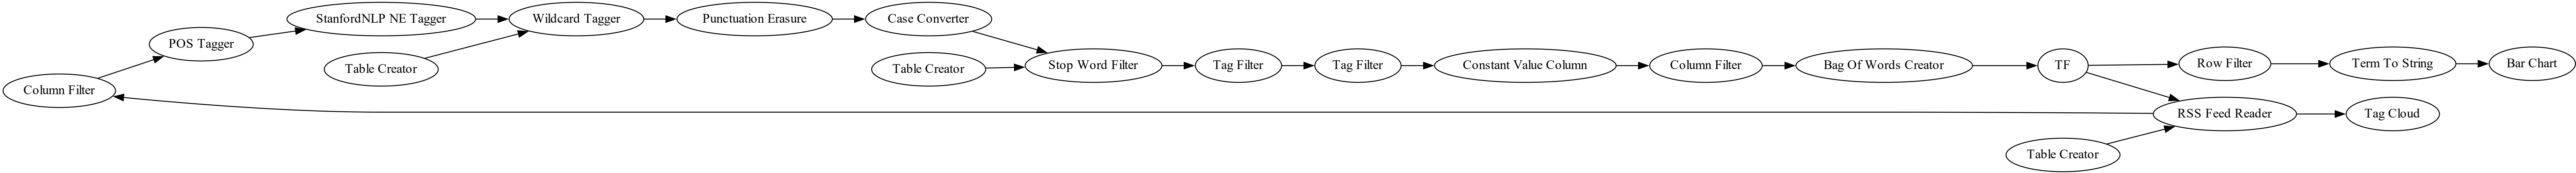 Column Filter
POS Tagger
StanfordNLP NE Tagger
Table Creator
Wildcard Tagger
Punctuation Erasure
Case Converter
Table Creator
Stop Word Filter
Tag Filter
Tag Filter
Constant Value Column
Column Filter
Bag Of Words Creator
TF
Row Filter
Term To String
Bar Chart
RSS Feed Reader
Tag Cloud
Table Creator